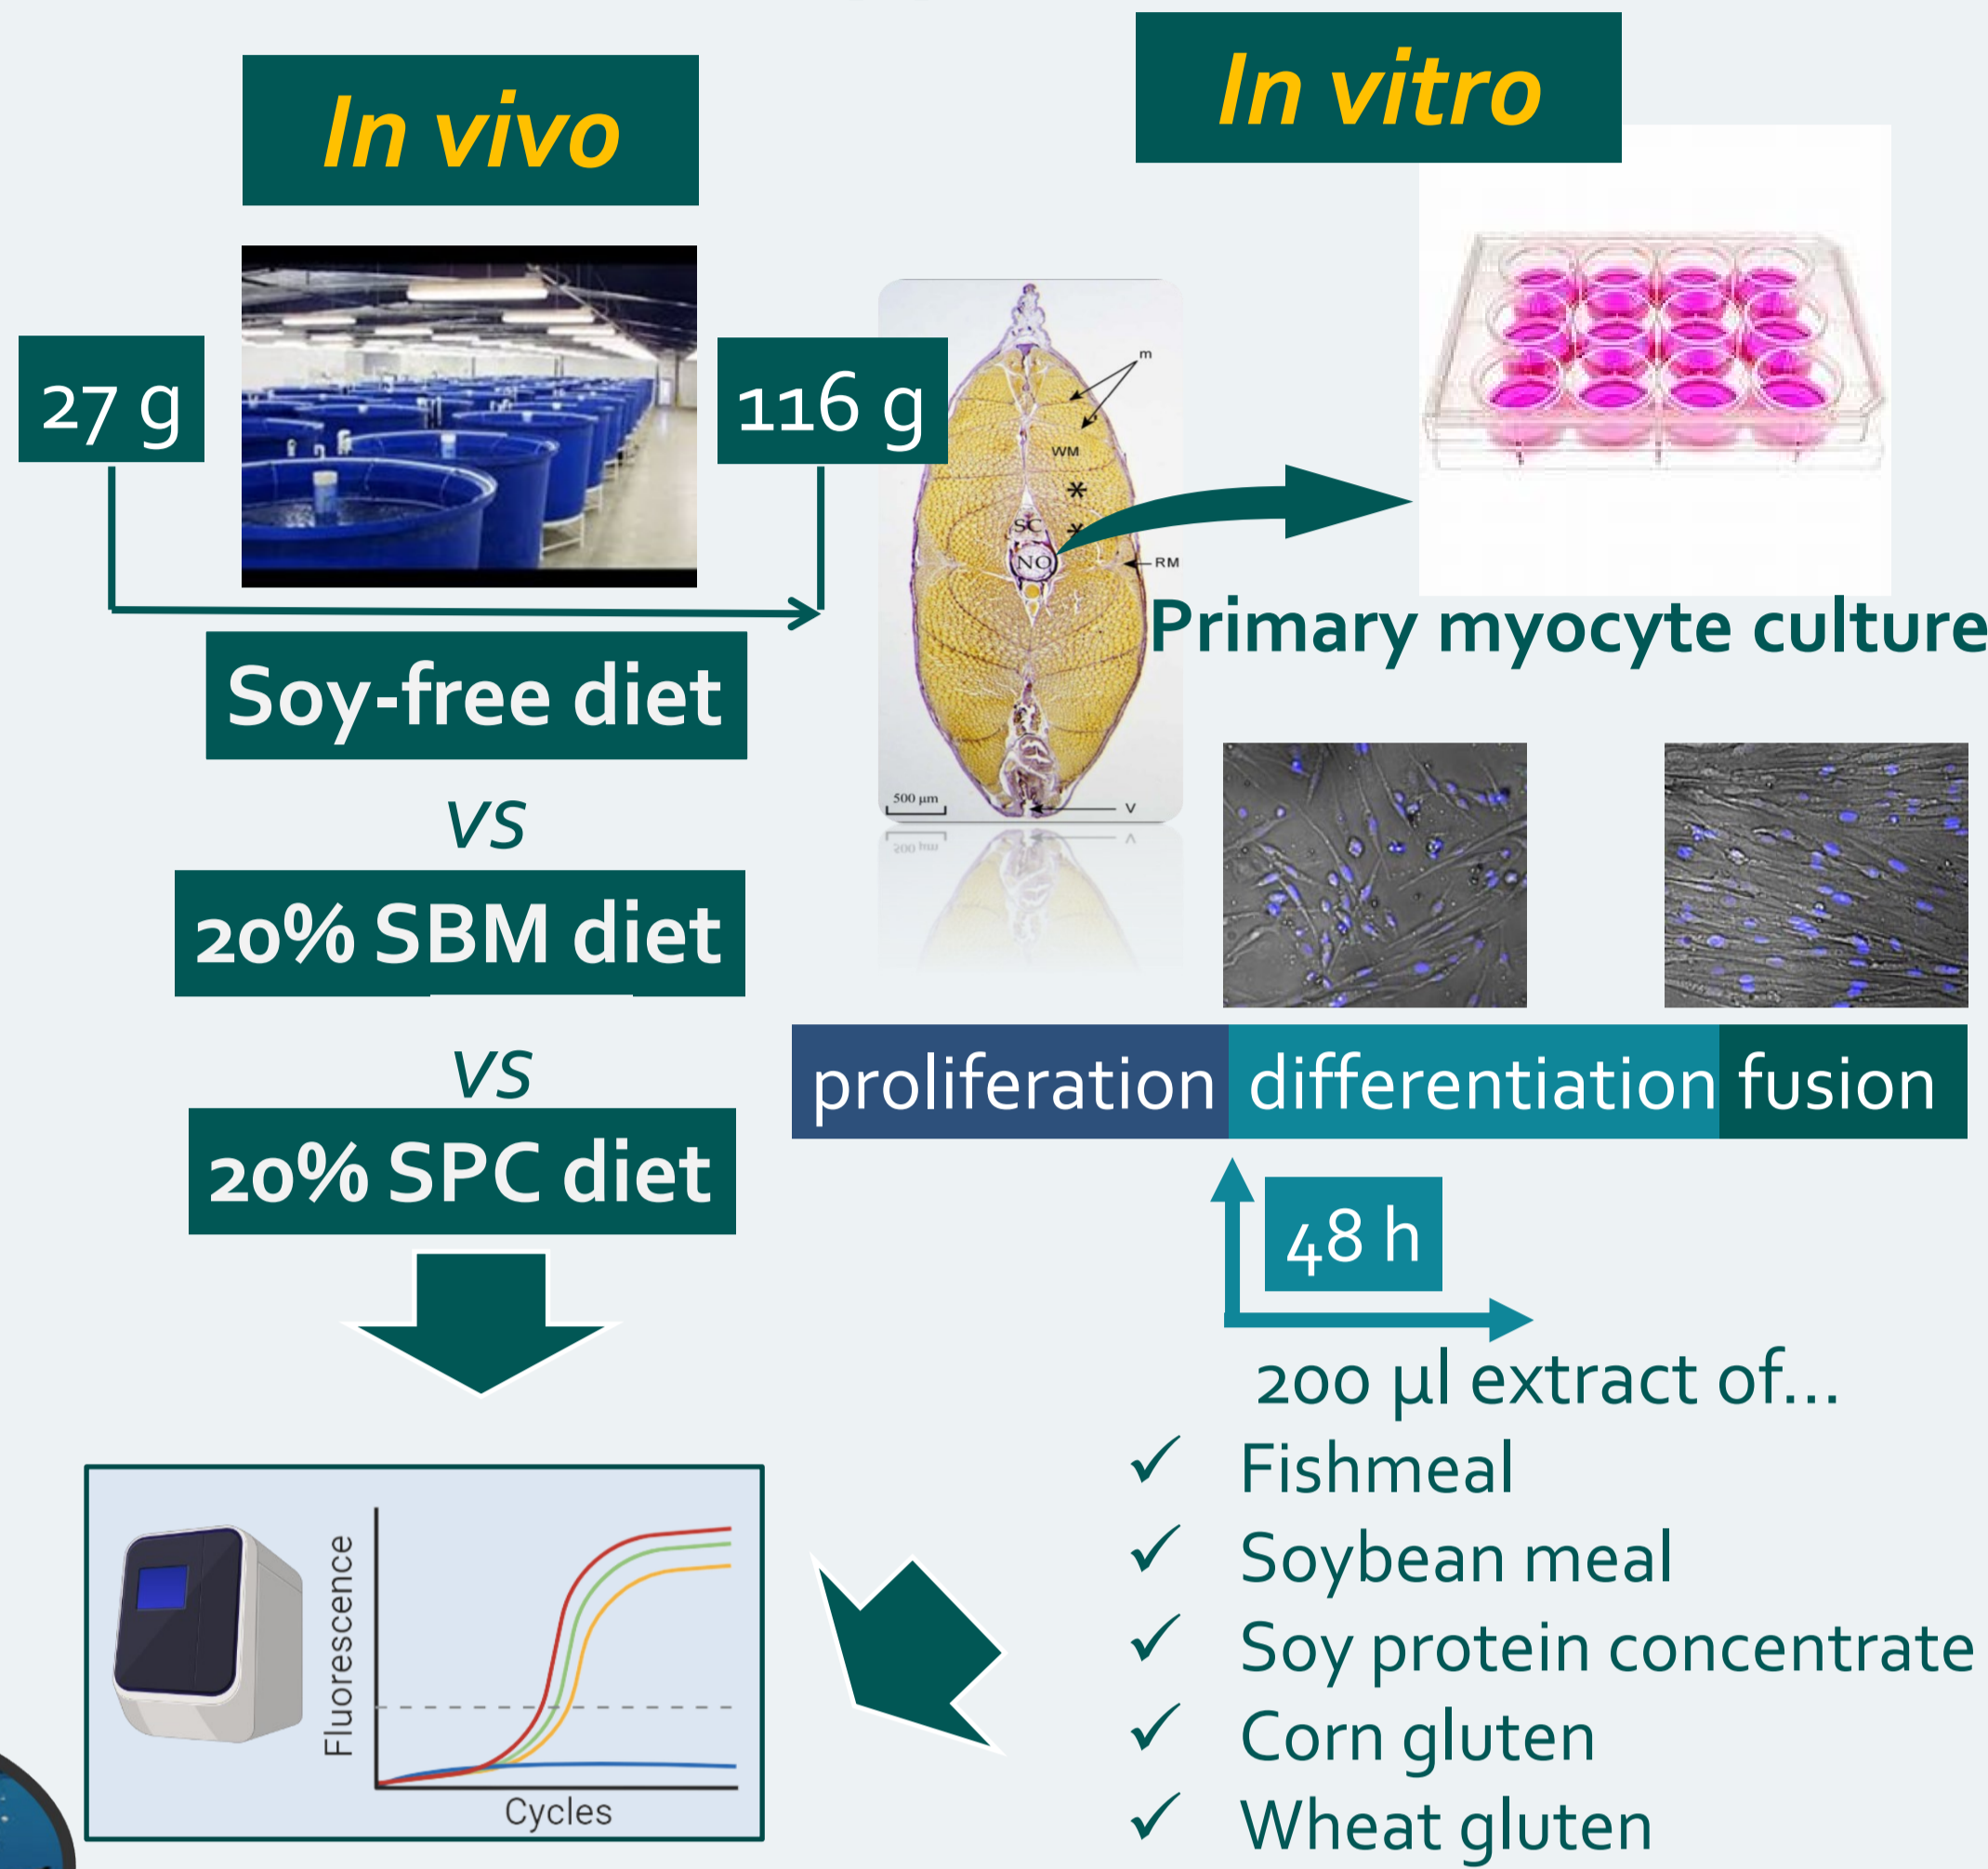 In vivo
In vitro
27 g
116 g
m
WM
*
*
SC
NO
RM
V
500 µm
Soy-free diet
Primary myocyte culture
vs
20% SBM diet
vs
20% SPC diet
proliferation
differentiation
fusion
48 h
200 µl extract of...
✓ Fishmeal
✓ Soybean meal
✓ Soy protein concentrate
✓ Corn gluten
✓ Wheat gluten
Fluorescence
Cycles